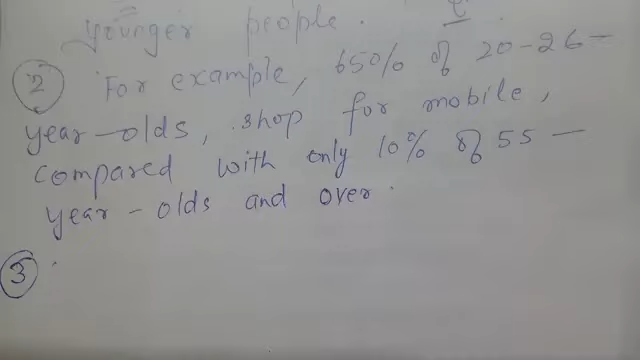 younger people.
② For example, 650% of 20-26-
year-olds, shop for mobile,
compared with only 10% of 55-
year-olds and over.
③ .